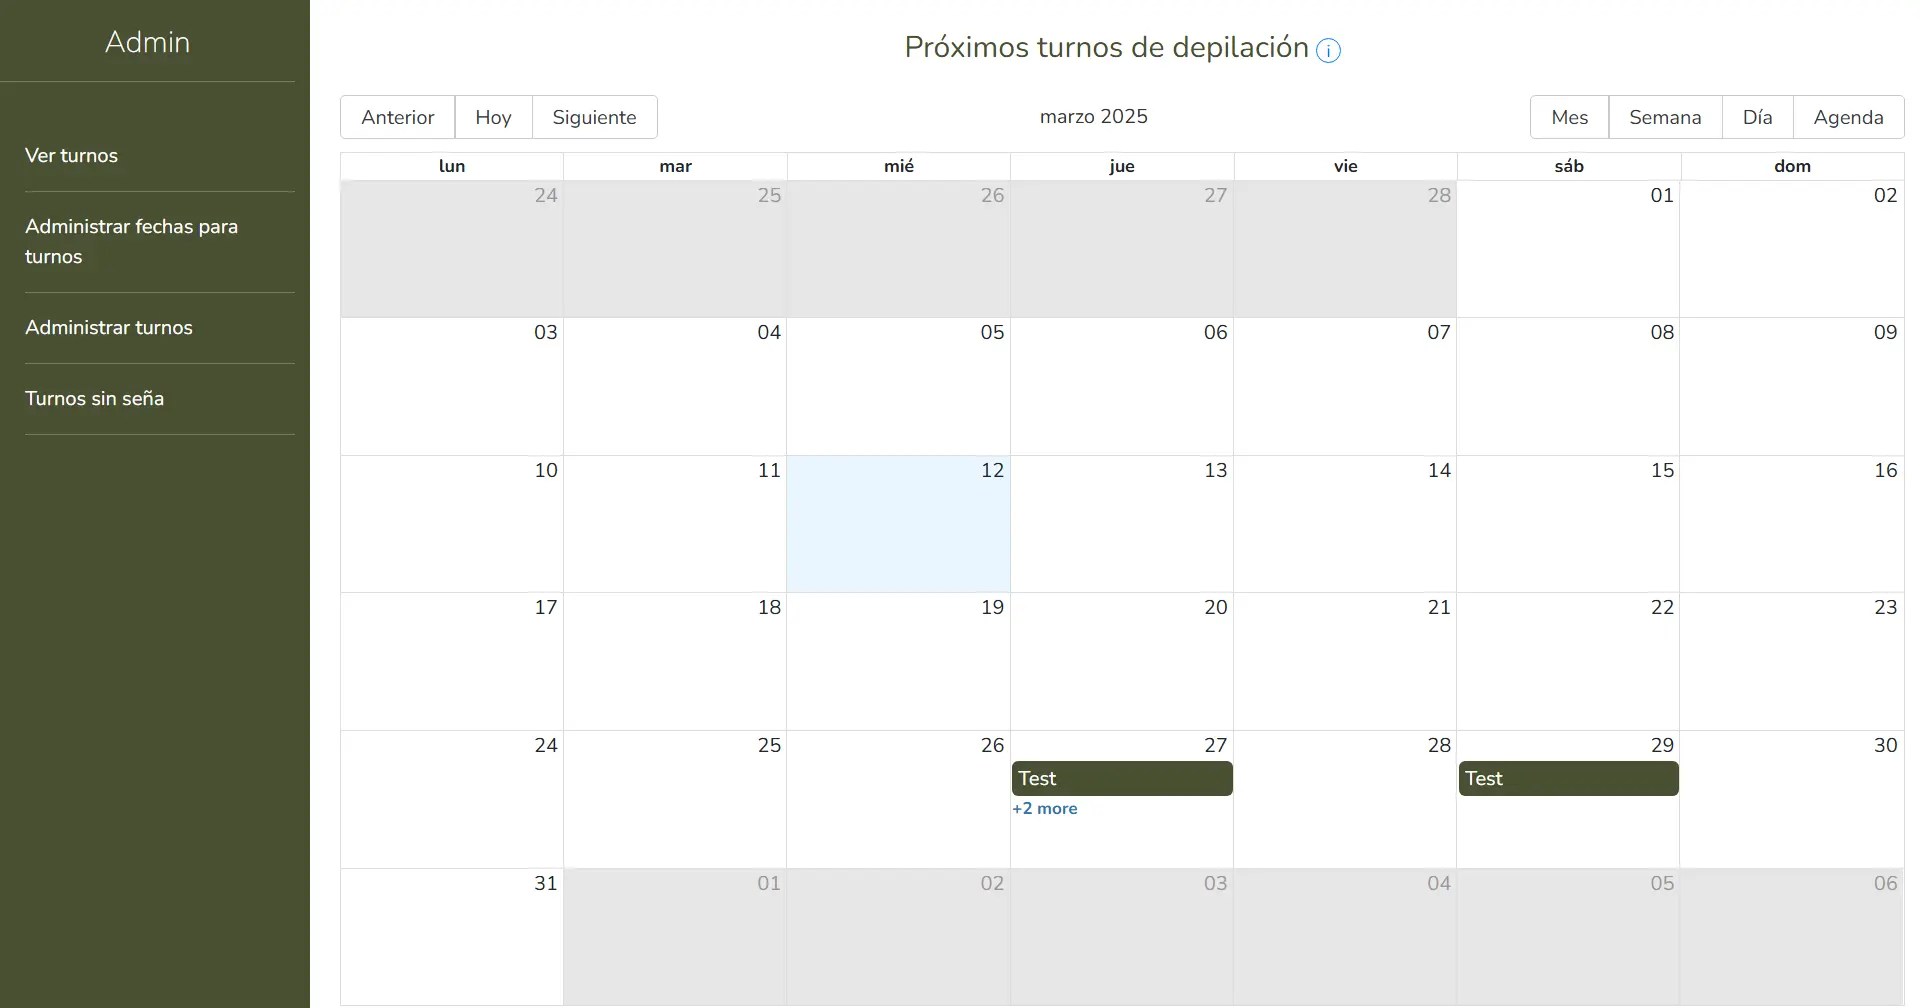 Admin
Ver turnos
Administrar fechas para
turnos
Administrar turnos
Turnos sin seña
Próximos turnos de depilación i
Anterior Hoy Siguiente marzo 2025 Mes Semana Día Agenda
lun mar mié jue vie sáb dom
24 25 26 27 28 01 02
03 04 05 06 07 08 09
10 11 12 13 14 15 16
17 18 19 20 21 22 23
24 25 26 27 28 29 30
Test Test
+2 more
31 01 02 03 04 05 06